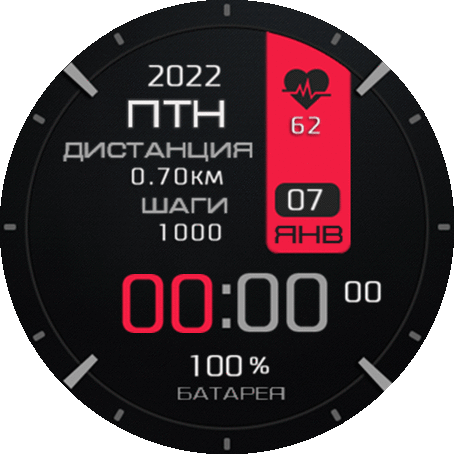 2022
ПТН
ДИСТАНЦИЯ
0.70КМ
ШАГИ
1000
62
07
ЯНВ
00:00 00
100 %
БАТАРЕЯ